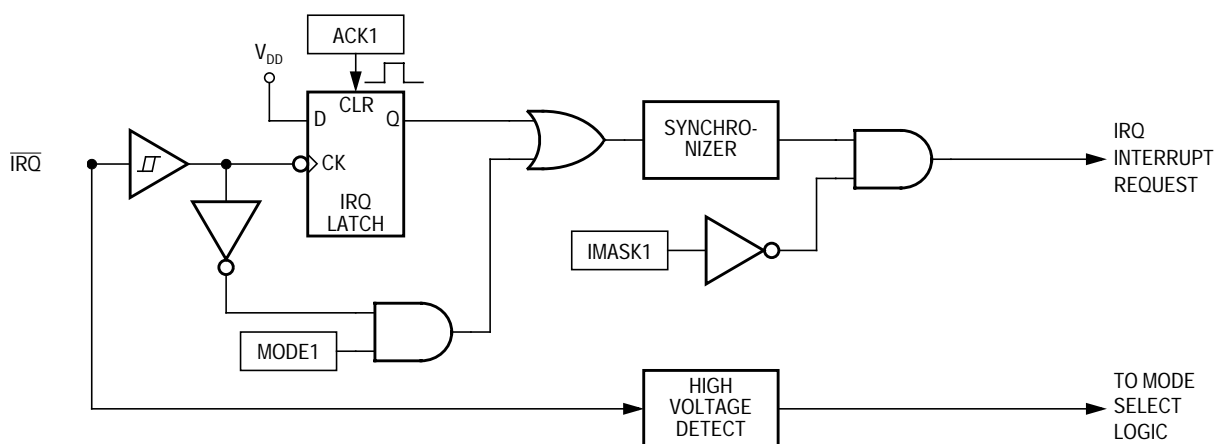 ACK1
V_DD
CLR
D
Q
CK
IRQ
LATCH
IRQ
SYNCHRO-
NIZER
IRQ
INTERRUPT
REQUEST
IMASK1
MODE1
HIGH
VOLTAGE
DETECT
TO MODE
SELECT
LOGIC